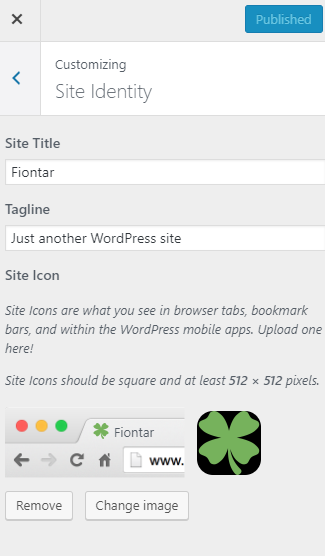 Published
Customizing
Site Identity
Site Title
Fiontar
Tagline
Just another WordPress site
Site Icon
Site Icons are what you see in browser tabs, bookmark
bars, and within the WordPress mobile apps. Upload one
here!
Site Icons should be square and at least 512 × 512 pixels.
Fiontar
www.
Remove
Change image